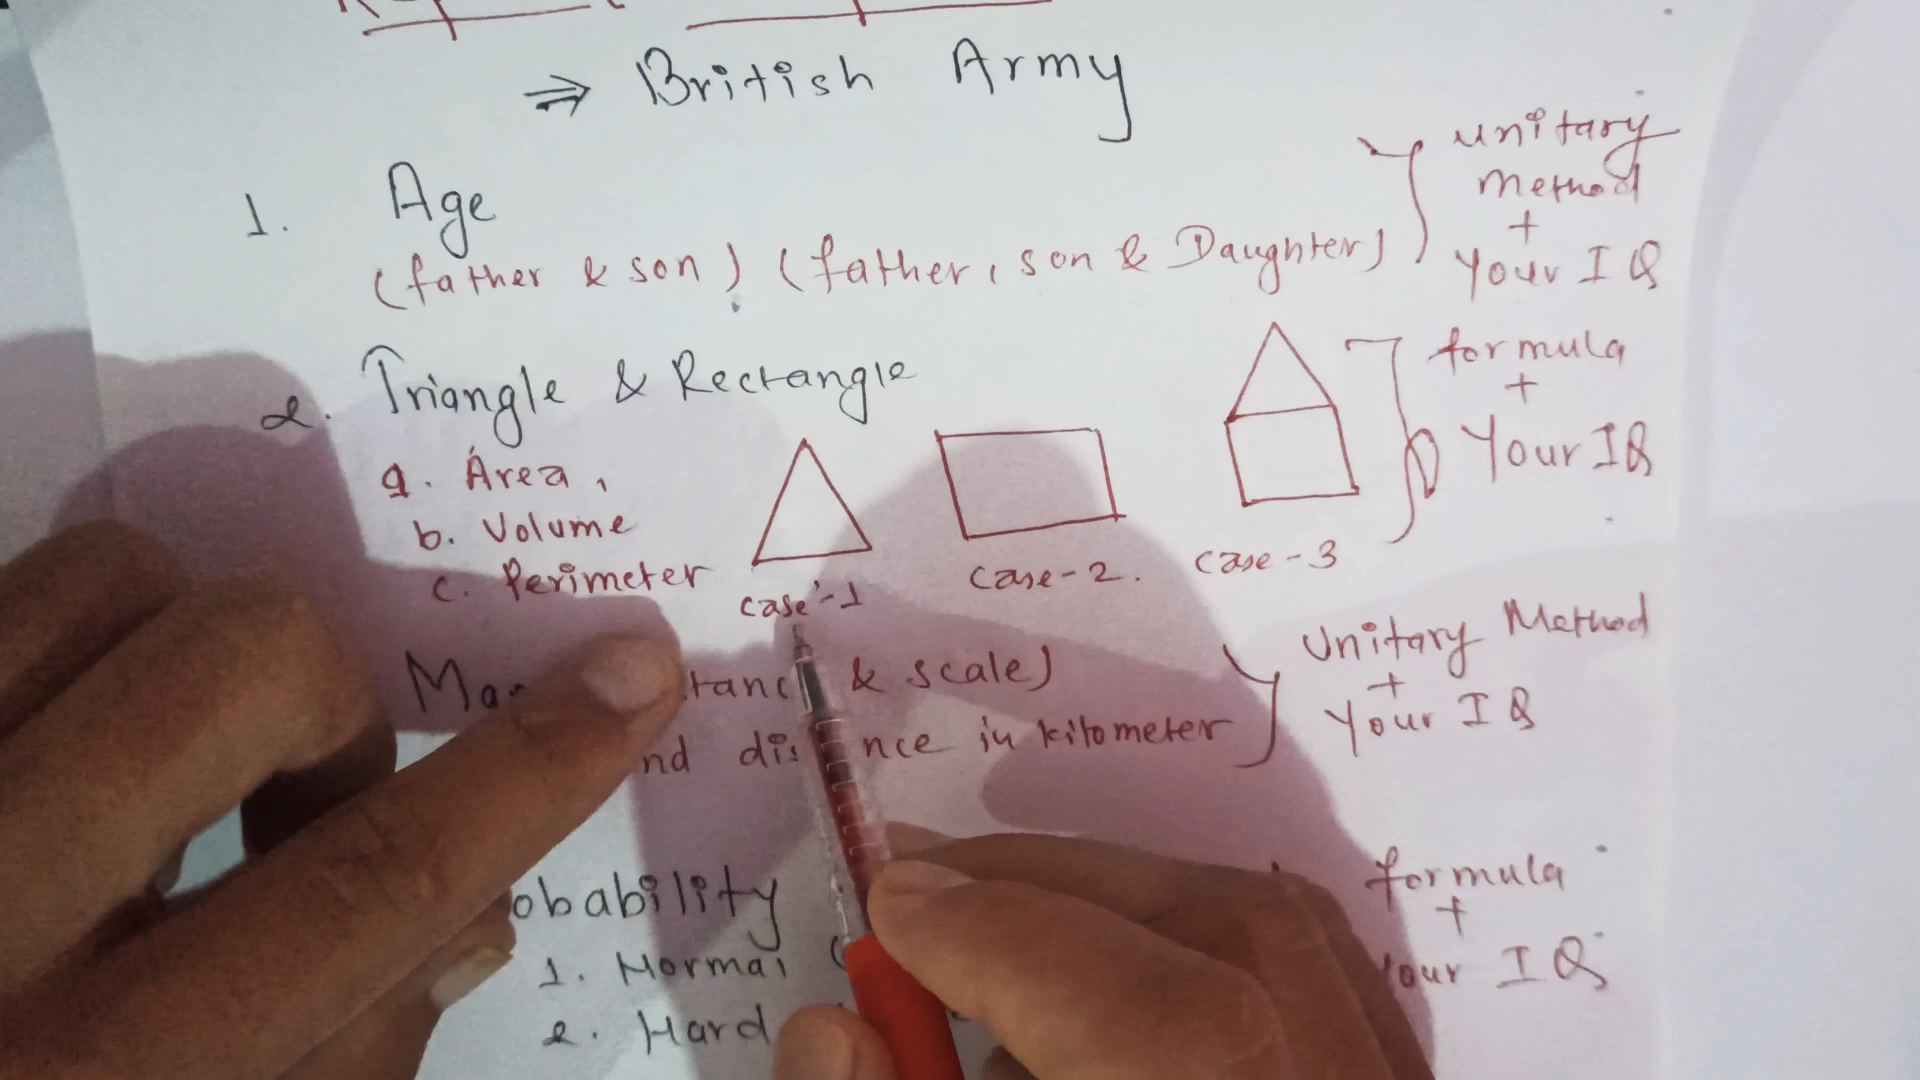 ⇒ British Army
1. Age
(father & son) (father, son & Daughter)
unitary
Method
+
Your IQ
2. Triangle & Rectangle
a. Area,
b. Volume
c. Perimeter
case-1
case-2.
case-3
formula
+
Your IQ
& scale)
in kilometer
Unitary Method
+
Your IQ
1. Normal
2. Hard
formula
+
IQ